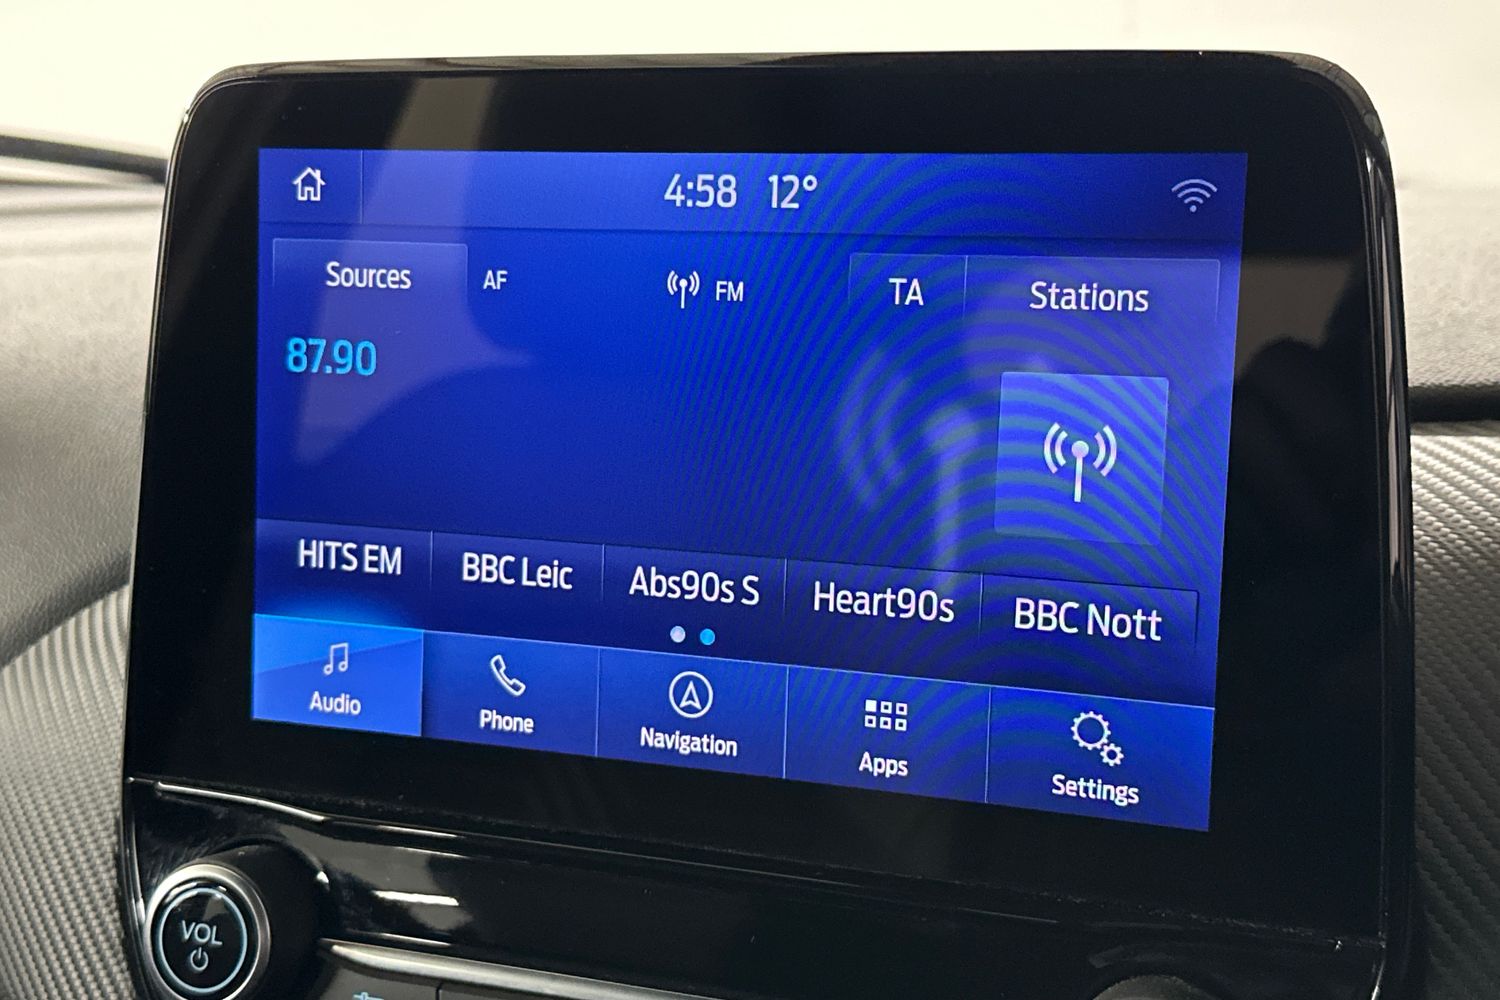 4:58 12°
Sources AF FM TA Stations
87.90
HITS EM BBC Leic Abs90s S Heart90s BBC Nott
Audio Phone Navigation Apps Settings
VOL